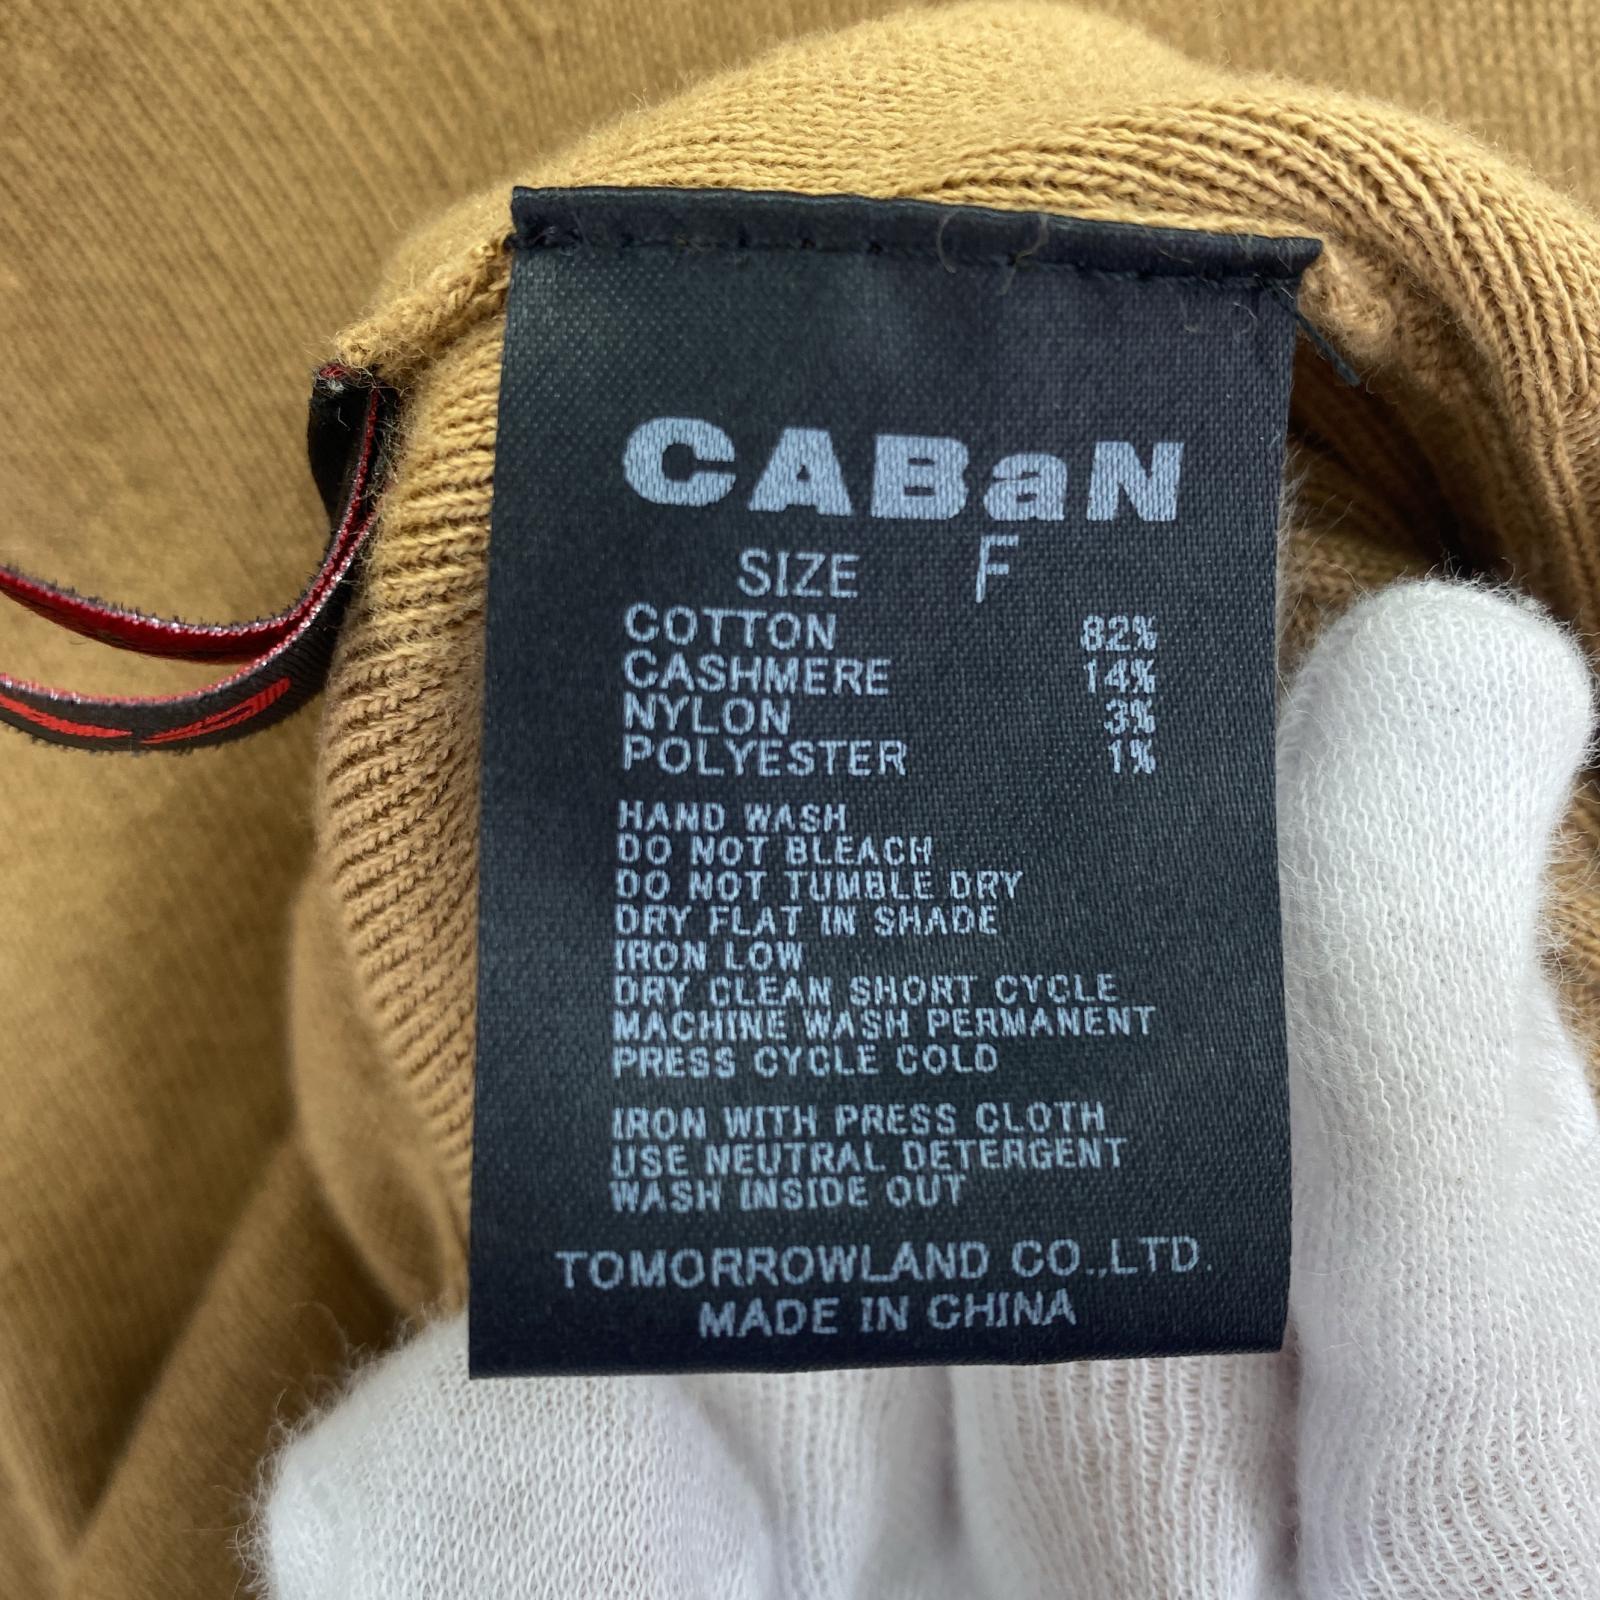 CABaN
SIZE F
COTTON 82%
CASHMERE 14%
NYLON 3%
POLYESTER 1%
HAND WASH
DO NOT BLEACH
DO NOT TUMBLE DRY
DRY FLAT IN SHADE
IRON LOW
DRY CLEAN SHORT CYCLE
MACHINE WASH PERMANENT
PRESS CYCLE COLD
IRON WITH PRESS CLOTH
USE NEUTRAL DETERGENT
WASH INSIDE OUT
TOMORROWLAND CO.,LTD.
MADE IN CHINA